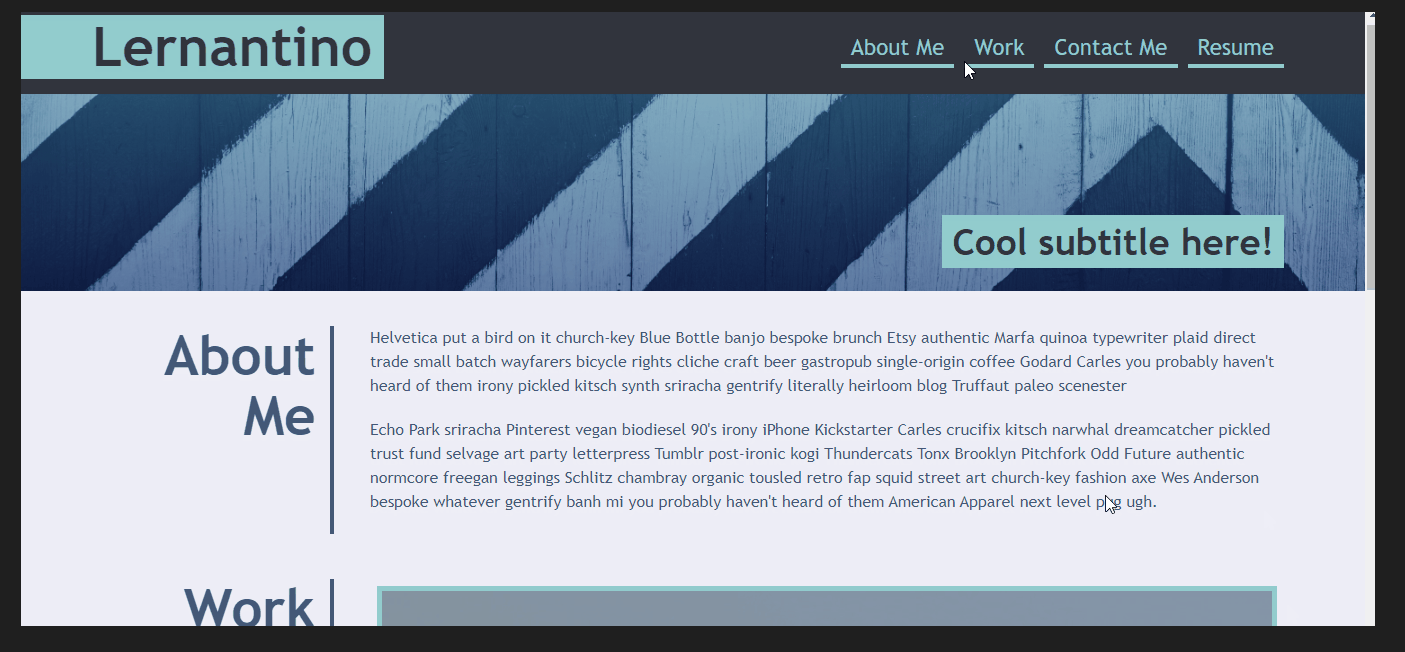 Lernantino
About Me Work Contact Me Resume
Cool subtitle here!
About
Me
Helvetica put a bird on it church-key Blue Bottle banjo bespoke brunch Etsy authentic Marfa quinoa typewriter plaid direct
trade small batch wayfarers bicycle rights cliche craft beer gastropub single-origin coffee Godard Carles you probably haven't
heard of them irony pickled kitsch synth sriracha gentrify literally heirloom blog Truffaut paleo scenester
Echo Park sriracha Pinterest vegan biodiesel 90's irony iPhone Kickstarter Carles crucifix kitsch narwhal dreamcatcher pickled
trust fund selvage art party letterpress Tumblr post-ironic kogi Thundercats Tonx Brooklyn Pitchfork Odd Future authentic
normcore freegan leggings Schlitz chambray organic tousled retro fap squid street art church-key fashion axe Wes Anderson
bespoke whatever gentrify banh mi you probably haven't heard of them American Apparel next level ugh.
Work